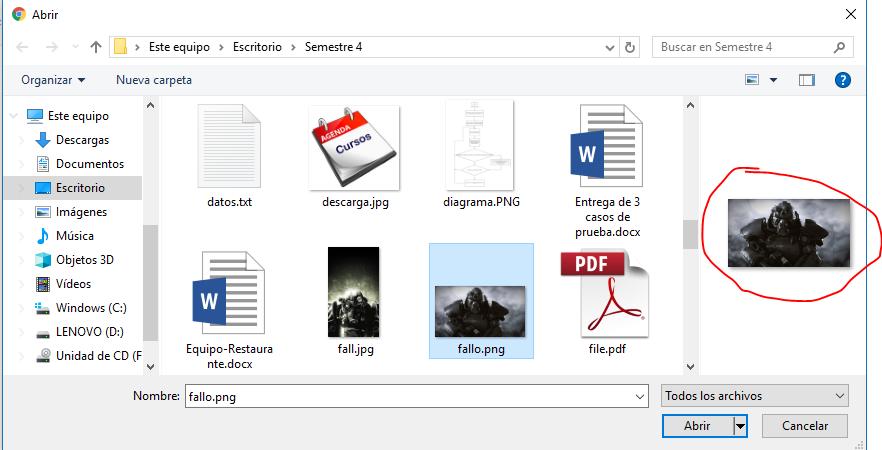 Abrir
Este equipo > Escritorio > Semestre 4
Buscar en Semestre 4
Organizar
Nueva carpeta
Este equipo
Descargas
Documentos
Escritorio
Imágenes
Música
Objetos 3D
Vídeos
Windows (C:)
LENOVO (D:)
Unidad de CD (F
datos.txt
AGENDA
Cursos
descarga.jpg
diagrama.PNG
W
Entrega de 3
casos de
prueba.docx
W
Equipo-Restaura
nte.docx
fall.jpg
fallo.png
PDF
file.pdf
Nombre:
fallo.png
Todos los archivos
Abrir
Cancelar